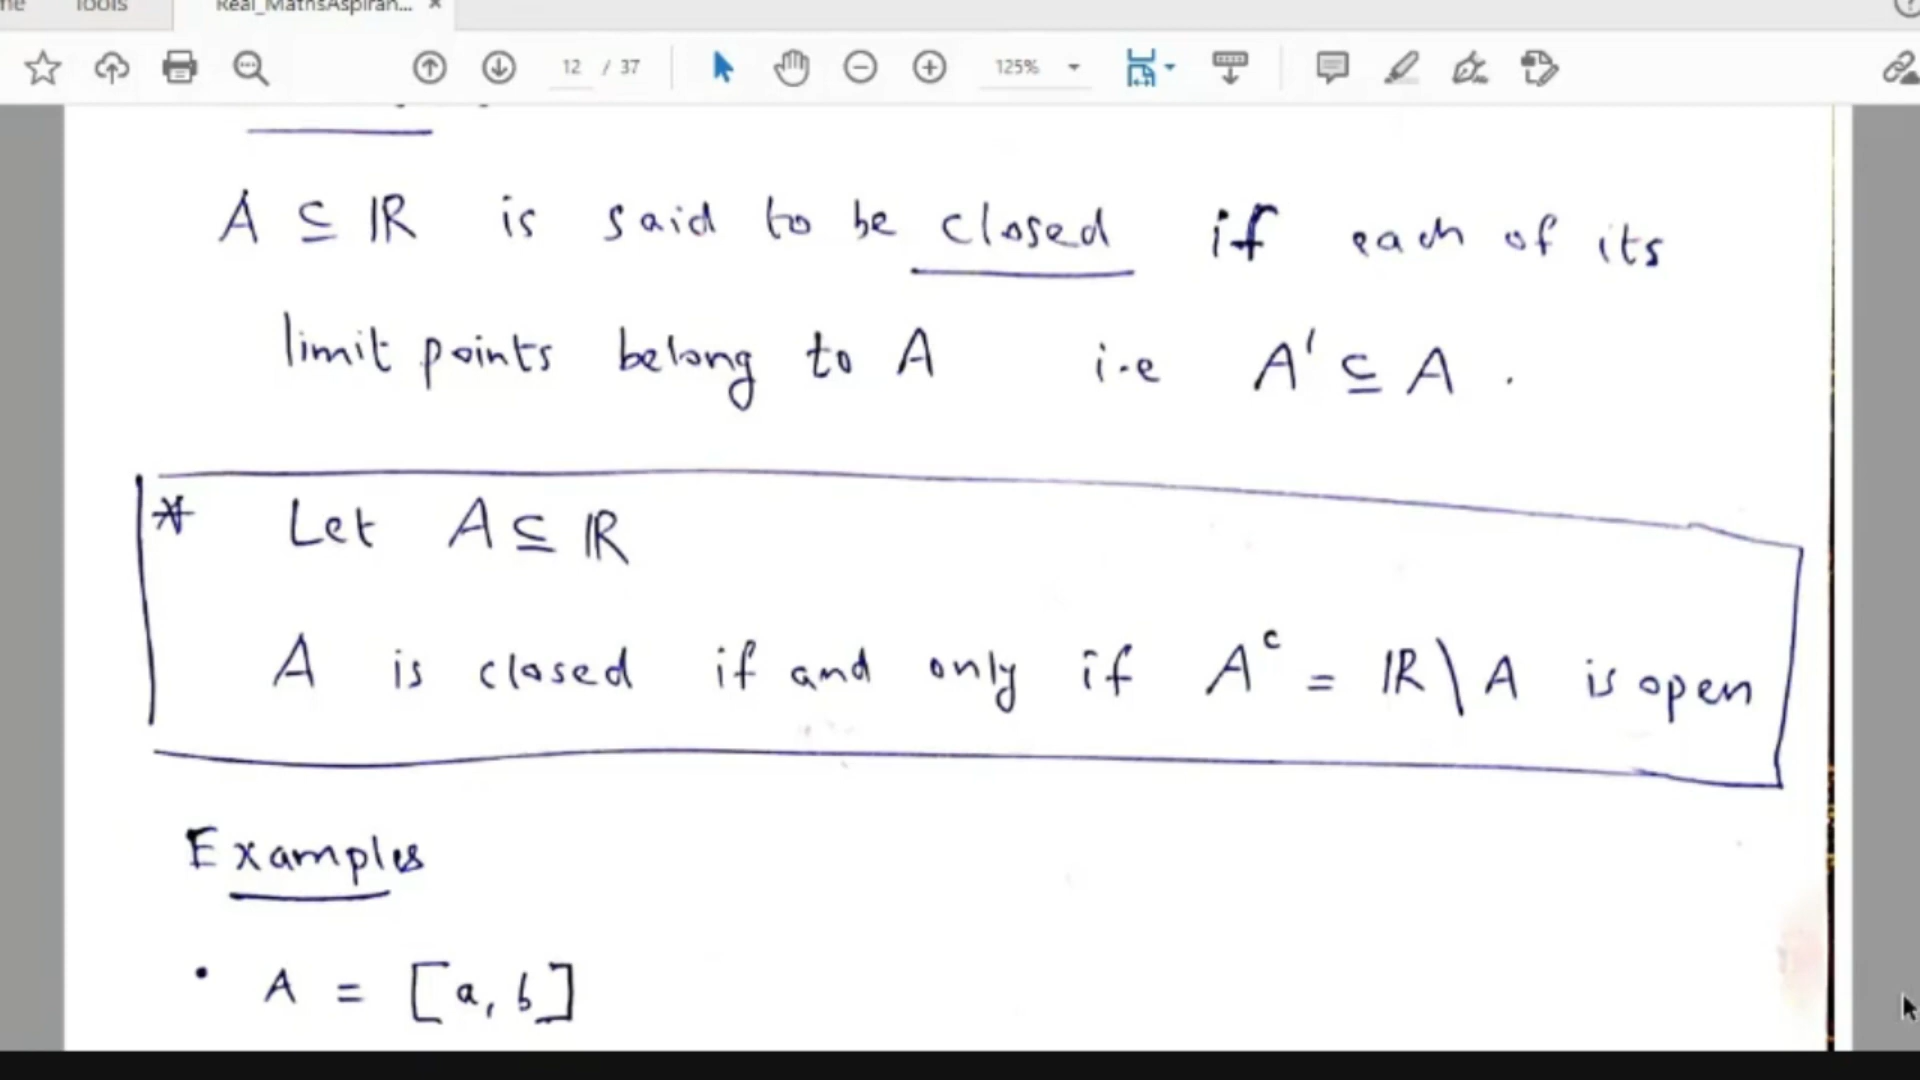 Tools
Real_MathsAspiran... ×
12 / 37
125%
A ⊆ ℝ is said to be closed if each of its
limit points belong to A i.e A' ⊆ A .
* Let A ⊆ ℝ
A is closed if and only if Aᶜ = ℝ \ A is open
Examples
• A = [a, b]